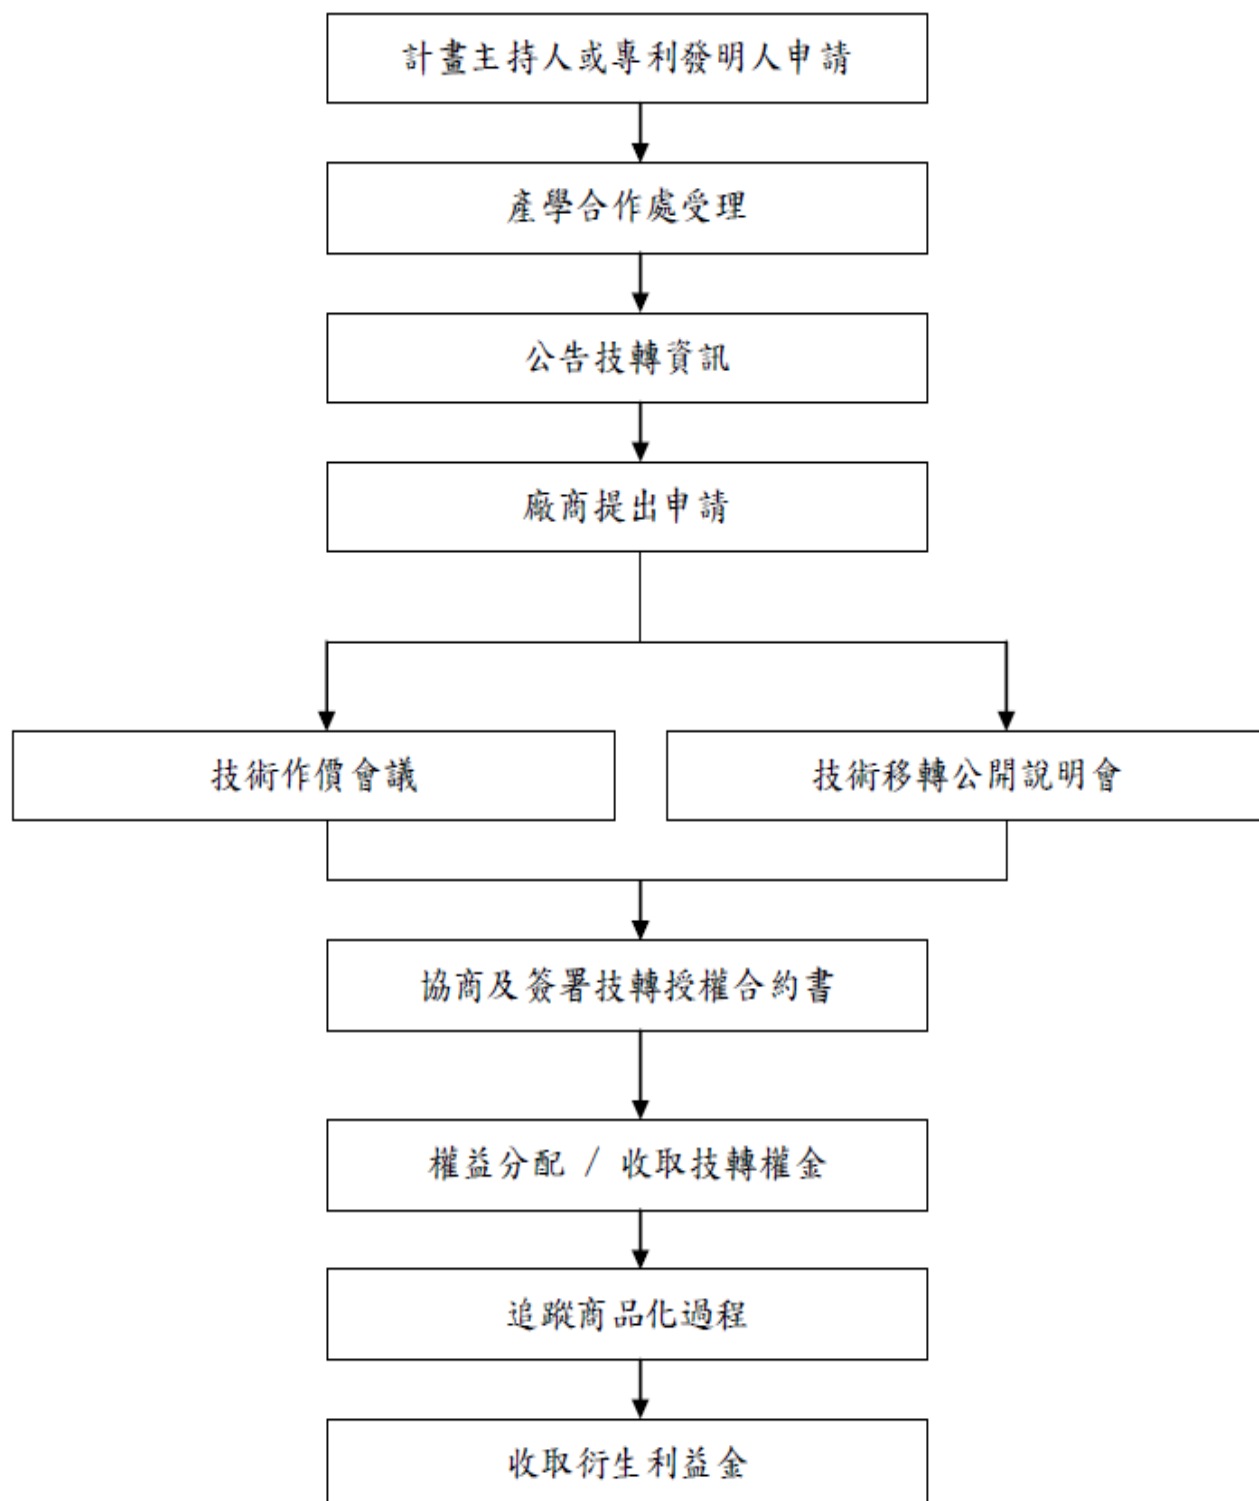 計畫主持人或專利發明人申請
產學合作處受理
公告技轉資訊
廠商提出申請
技術作價會議
技術移轉公開說明會
協商及簽署技轉授權合約書
權益分配 / 收取技轉權金
追蹤商品化過程
收取衍生利益金